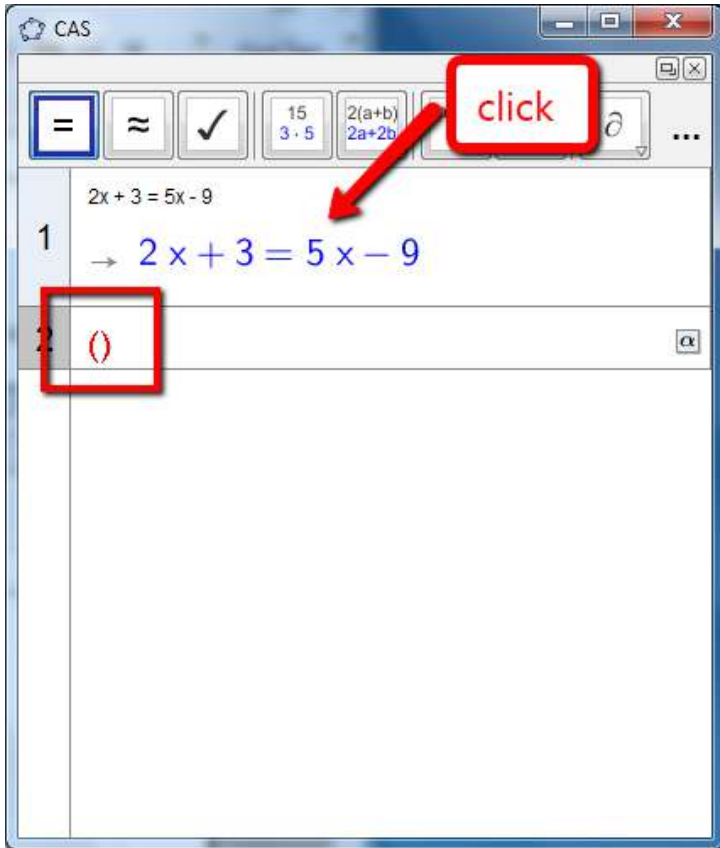 CAS
= ≈ ✓ 15 2(a+b) ∂ ...
3 · 5 2a+2b
click
2x + 3 = 5x - 9
1
→ 2 x + 3 = 5 x − 9
2 () α